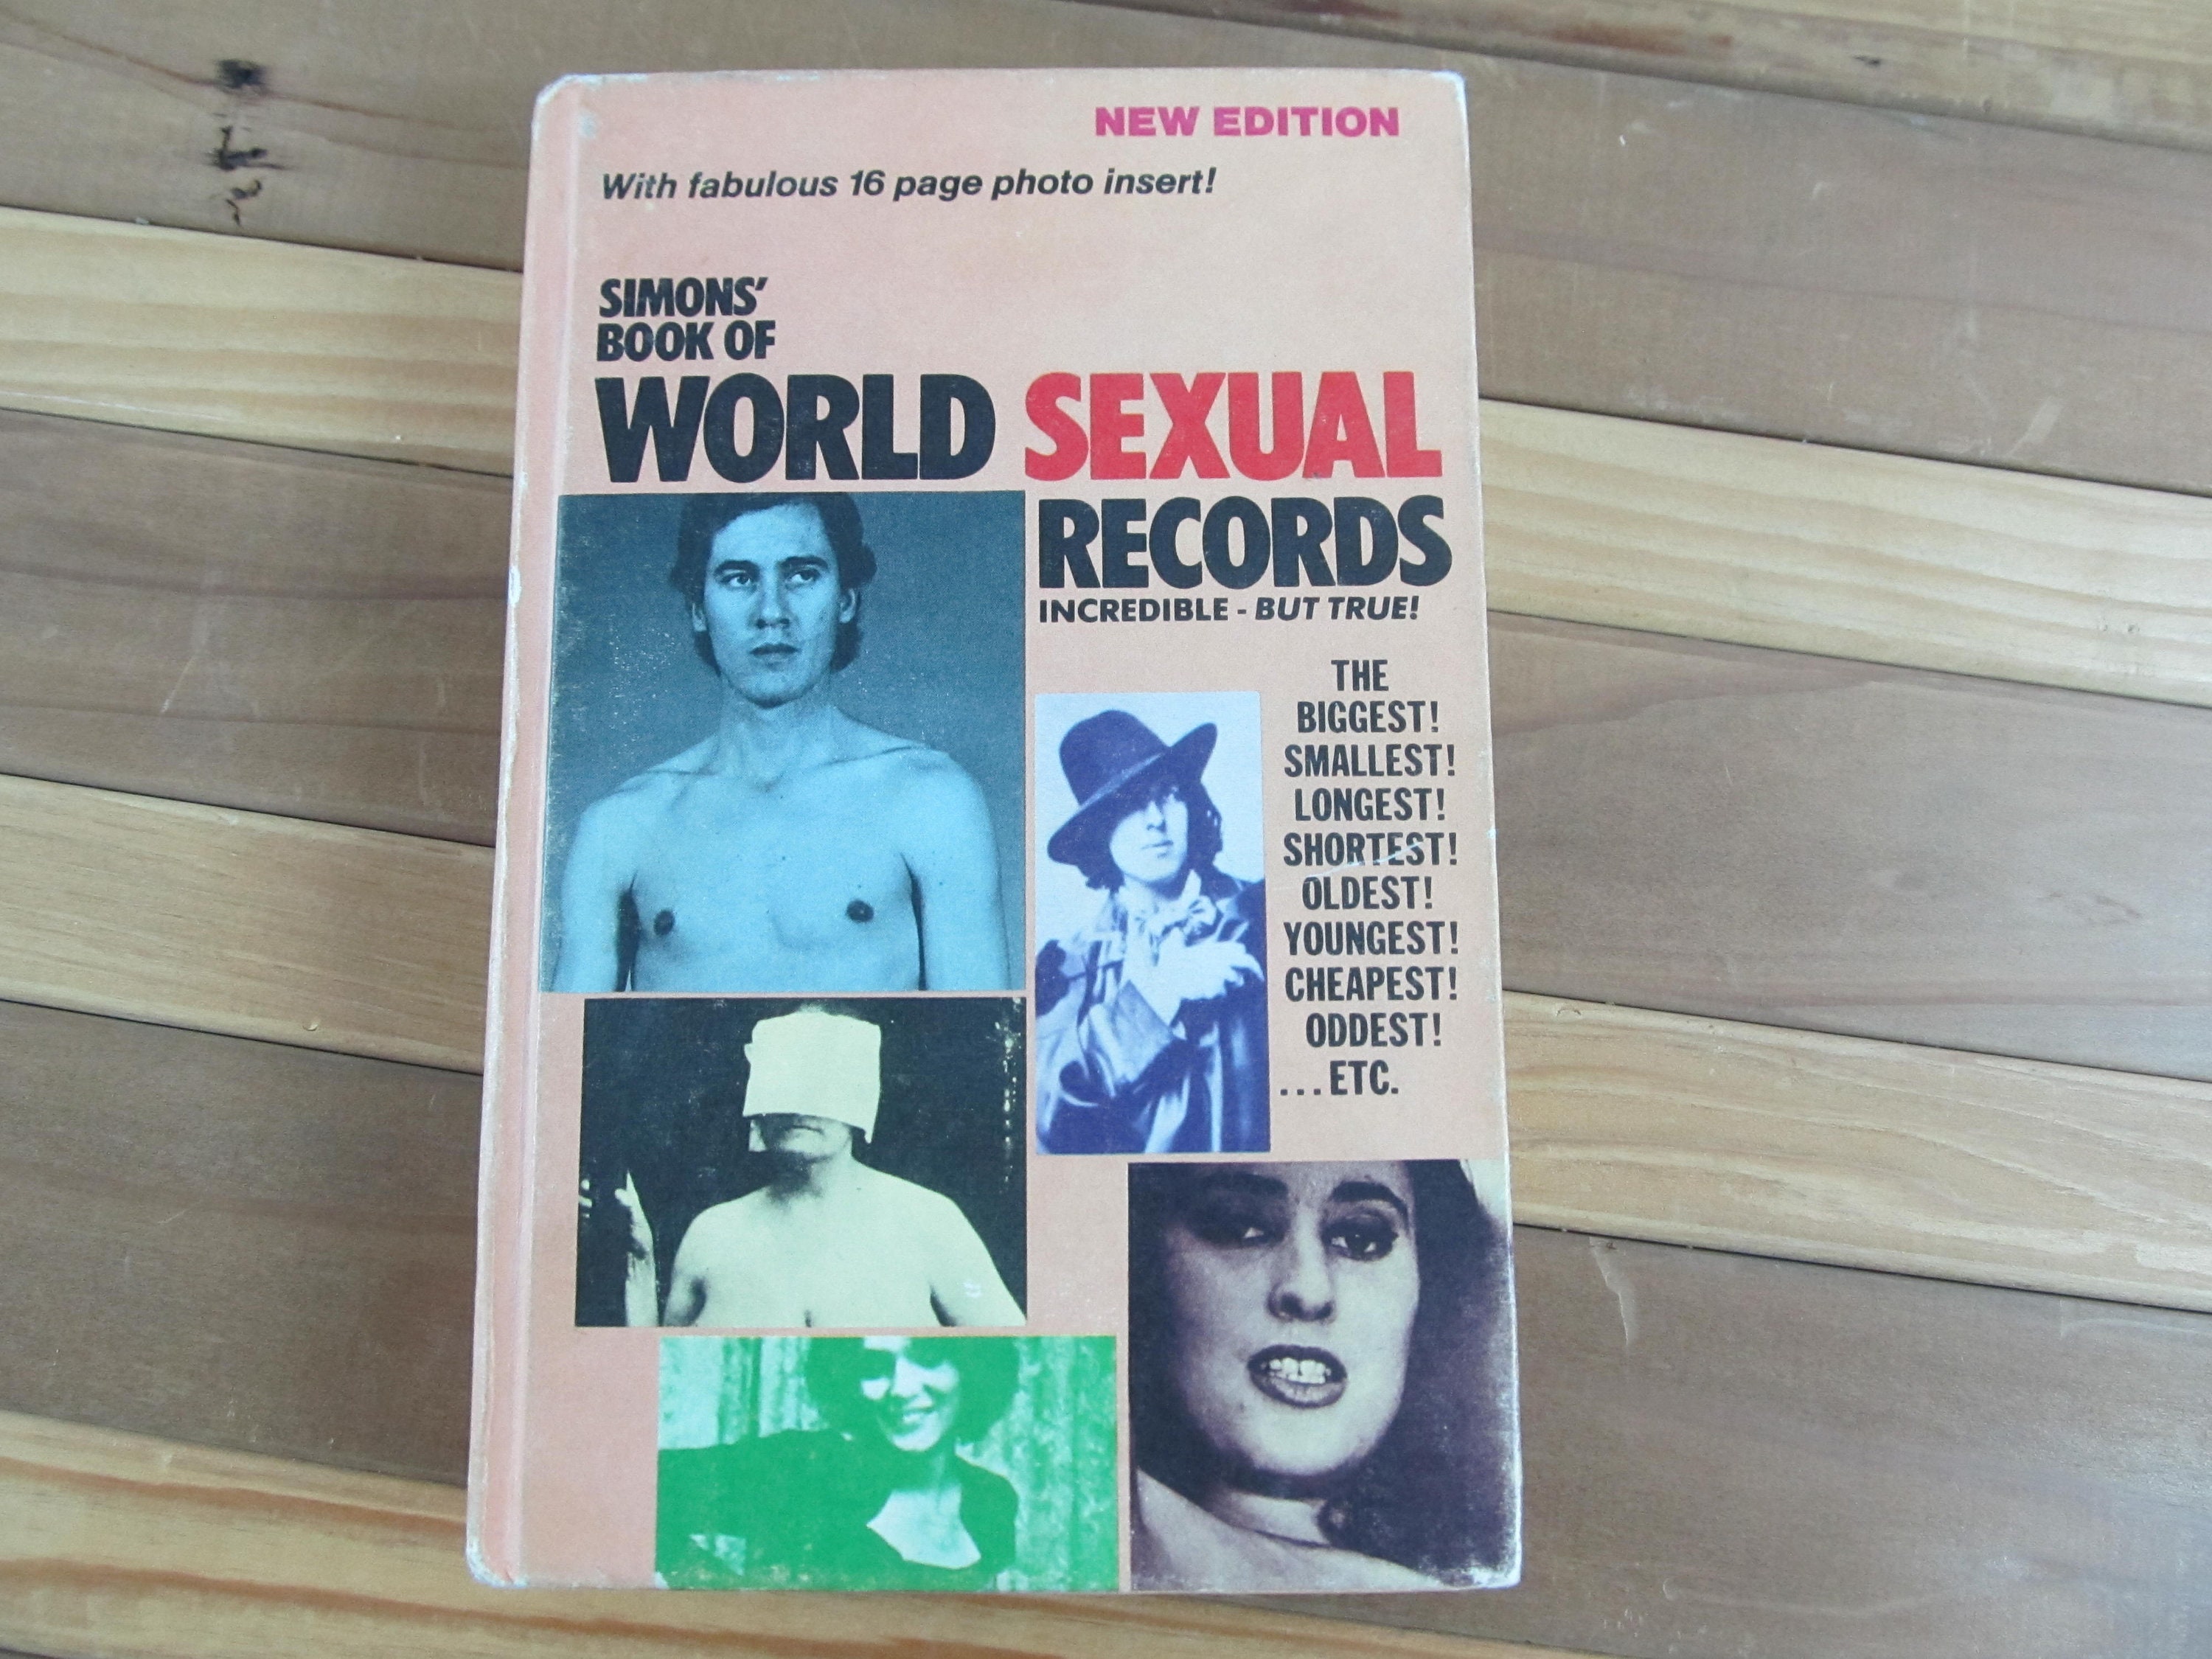 NEW EDITION
With fabulous 16 page photo insert!
SIMONS'
BOOK OF
WORLD SEXUAL
RECORDS
INCREDIBLE - BUT TRUE!
THE
BIGGEST!
SMALLEST!
LONGEST!
SHORTEST!
OLDEST!
YOUNGEST!
CHEAPEST!
ODDEST!
...ETC.